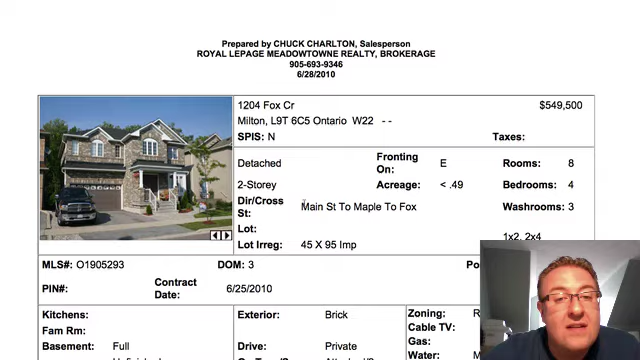 Prepared by CHUCK CHARLTON, Salesperson
ROYAL LEPAGE MEADOWTOWNE REALTY, BROKERAGE
905-693-9346
6/28/2010
1204 Fox Cr $549,500
Milton, L9T 6C5 Ontario W22 - -
SPIS: N Taxes:
Detached Fronting On: E Rooms: 8
2-Storey Acreage: < .49 Bedrooms: 4
Dir/Cross St: Main St To Maple To Fox Washrooms: 3
Lot: 1x2, 2x4
Lot Irreg: 45 X 95 Imp
MLS#: O1905293 DOM: 3
PIN#: Contract Date: 6/25/2010
Kitchens: Exterior: Brick Zoning:
Fam Rm: Cable TV:
Basement: Full Drive: Private Gas:
Water: